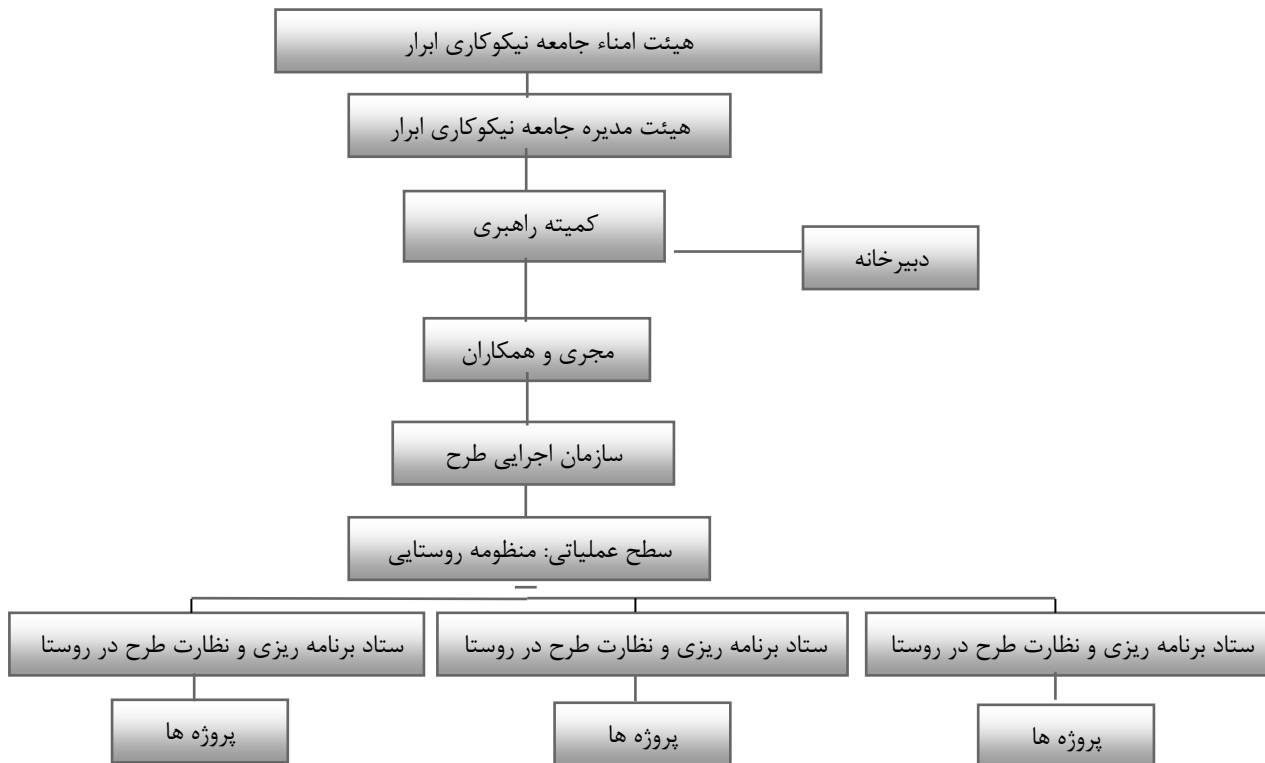 هیئت امناء جامعه نیکوکاری ابرار
هیئت مدیره جامعه نیکوکاری ابرار
کمیته راهبری
دبیرخانه
مجری و همکاران
سازمان اجرایی طرح
سطح عملیاتی: منظومه روستایی
ستاد برنامه ریزی و نظارت طرح در روستا
ستاد برنامه ریزی و نظارت طرح در روستا
ستاد برنامه ریزی و نظارت طرح در روستا
پروژه ها
پروژه ها
پروژه ها